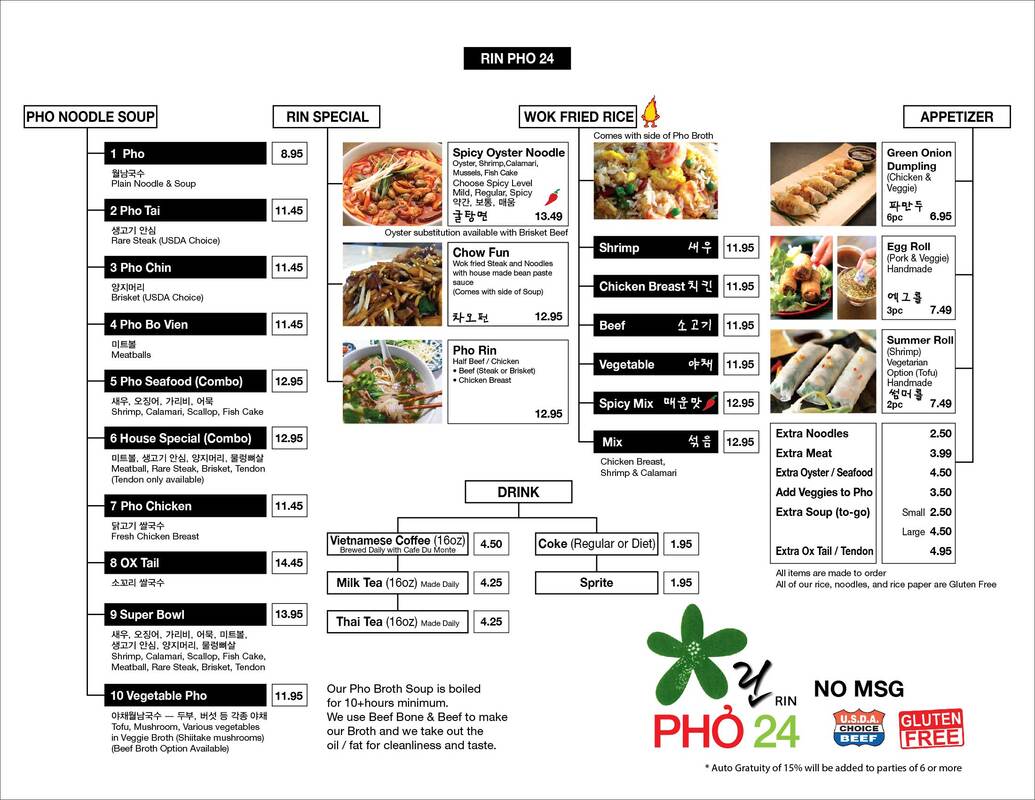 RIN PHO 24
PHO NOODLE SOUP
1 Pho 8.95
월남국수
Plain Noodle & Soup
2 Pho Tai 11.45
생고기 안심
Rare Steak (USDA Choice)
3 Pho Chin 11.45
양지머리
Brisket (USDA Choice)
4 Pho Bo Vien 11.45
미트볼
Meatballs
5 Pho Seafood (Combo) 12.95
새우, 오징어, 가리비, 어묵
Shrimp, Calamari, Scallop, Fish Cake
6 House Special (Combo) 12.95
미트볼, 생고기 안심, 양지머리, 물렁뼈살
Meatball, Rare Steak, Brisket, Tendon
(Tendon only available)
7 Pho Chicken 11.45
닭고기 쌀국수
Fresh Chicken Breast
8 OX Tail 14.45
소꼬리 쌀국수
9 Super Bowl 13.95
새우, 오징어, 가리비, 어묵, 미트볼,
생고기 안심, 양지머리, 물렁뼈살
Shrimp, Calamari, Scallop, Fish Cake,
Meatball, Rare Steak, Brisket, Tendon
10 Vegetable Pho 11.95
야채월남국수 — 두부, 버섯 등 각종 야채
Tofu, Mushroom, Various vegetables
in Veggie Broth (Shiitake mushrooms)
(Beef Broth Option Available)
RIN SPECIAL
Spicy Oyster Noodle
Oyster, Shrimp,Calamari,
Mussels, Fish Cake
Choose Spicy Level
Mild, Regular, Spicy
약간, 보통, 매움
굴탕면 13.49
Oyster substitution available with Brisket Beef
Chow Fun
Wok fried Steak and Noodles
with house made bean paste
sauce
(Comes with side of Soup)
차오펀 12.95
Pho Rin
Half Beef / Chicken
• Beef (Steak or Brisket)
• Chicken Breast
12.95
WOK FRIED RICE
Comes with side of Pho Broth
Shrimp 새우 11.95
Chicken Breast 치킨 11.95
Beef 소고기 11.95
Vegetable 야채 11.95
Spicy Mix 매운맛 12.95
Mix 섞음 12.95
Chicken Breast,
Shrimp & Calamari
APPETIZER
Green Onion
Dumpling
(Chicken &
Veggie)
파만두
6pc 6.95
Egg Roll
(Pork & Veggie)
Handmade
에그롤
3pc 7.49
Summer Roll
(Shrimp)
Vegetarian
Option (Tofu)
Handmade
썸머롤
2pc 7.49
Extra Noodles 2.50
Extra Meat 3.99
Extra Oyster / Seafood 4.50
Add Veggies to Pho 3.50
Extra Soup (to-go) Small 2.50
Large 4.50
Extra Ox Tail / Tendon 4.95
All items are made to order
All of our rice, noodles, and rice paper are Gluten Free
DRINK
Vietnamese Coffee (16oz) 4.50
Brewed Daily with Cafe Du Monte
Milk Tea (16oz) Made Daily 4.25
Thai Tea (16oz) Made Daily 4.25
Coke (Regular or Diet) 1.95
Sprite 1.95
Our Pho Broth Soup is boiled
for 10+hours minimum.
We use Beef Bone & Beef to make
our Broth and we take out the
oil / fat for cleanliness and taste.
린 RIN
PHỞ 24
NO MSG
U.S.D.A.
CHOICE
BEEF
GLUTEN
FREE
* Auto Gratuity of 15% will be added to parties of 6 or more